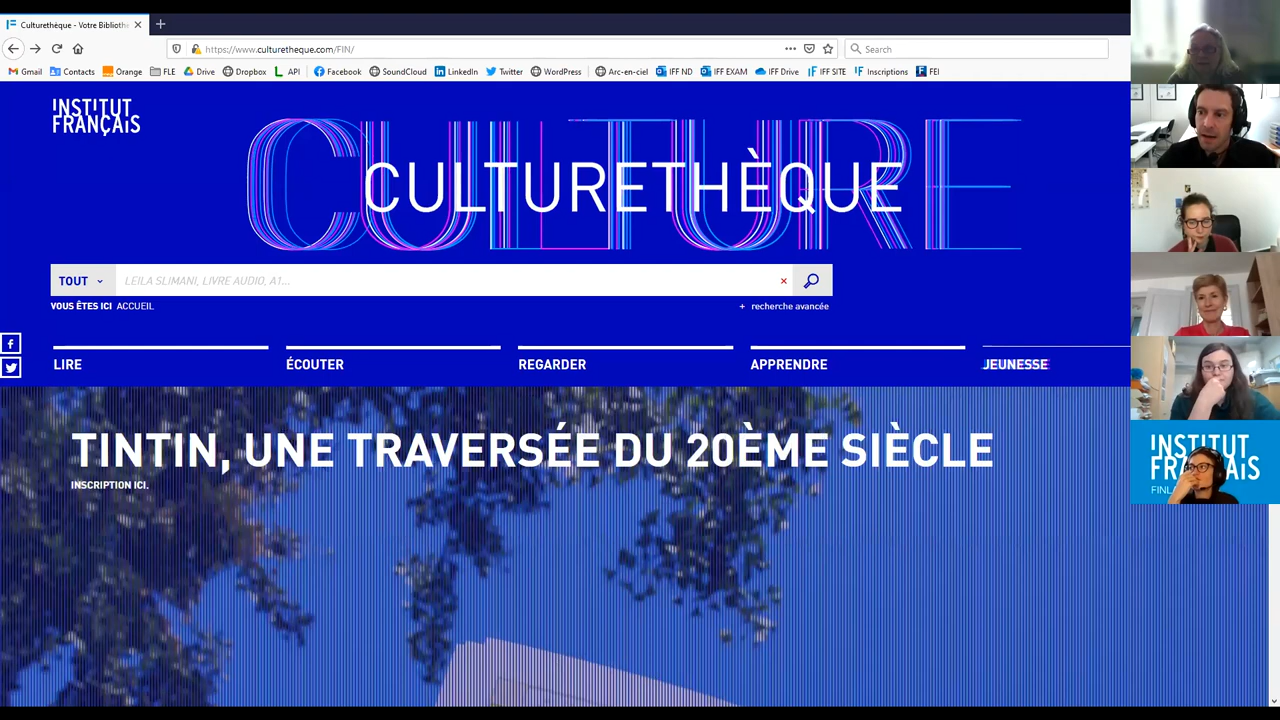 Culturethèque - Votre Biblioth
https://www.culturetheque.com/FIN/
Search
Gmail Contacts Orange FLE Drive Dropbox API Facebook SoundCloud LinkedIn Twitter WordPress Arc-en-ciel IFF ND IFF EXAM IFF Drive IFF SITE Inscriptions FEI
INSTITUT
FRANÇAIS
CULTURE
CULTURETHÈQUE
TOUT
LEILA SLIMANI, LIVRE AUDIO, A1...
VOUS ÊTES ICI ACCUEIL
+ recherche avancée
LIRE
ÉCOUTER
REGARDER
APPRENDRE
JEUNESSE
TINTIN, UNE TRAVERSÉE DU 20ÈME SIÈCLE
INSCRIPTION ICI.
INSTITUT
FRANÇAIS